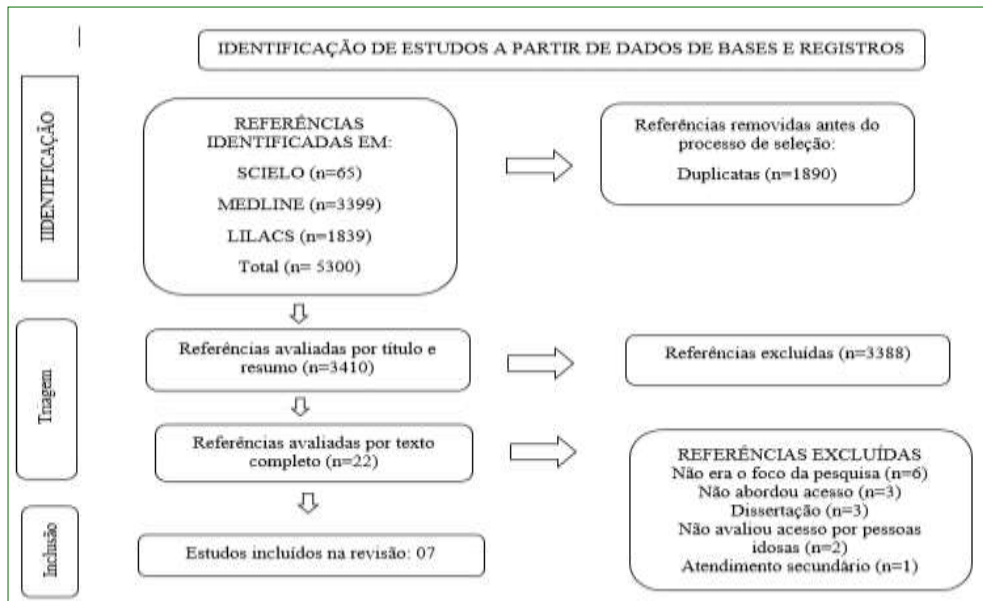 IDENTIFICAÇÃO DE ESTUDOS A PARTIR DE DADOS DE BASES E REGISTROS
IIDENTIFICAÇÃO
REFERÊNCIAS
IDENTIFICADAS EM:
SCIELO (n=65)
MEDLINE (n=3399)
LILACS (n=1839)
Total (n= 5300)
Referências removidas antes do
processo de seleção:
Duplicatas (n=1890)
Triagem
Referências avaliadas por título e
resumo (n=3410)
Referências excluídas (n=3388)
Referências avaliadas por texto
completo (n=22)
REFERÊNCIAS EXCLUÍDAS
Não era o foco da pesquisa (n=6)
Não abordou acesso (n=3)
Dissertação (n=3)
Não avaliou acesso por pessoas
idosas (n=2)
Atendimento secundário (n=1)
Inclusão
Estudos incluídos na revisão: 07